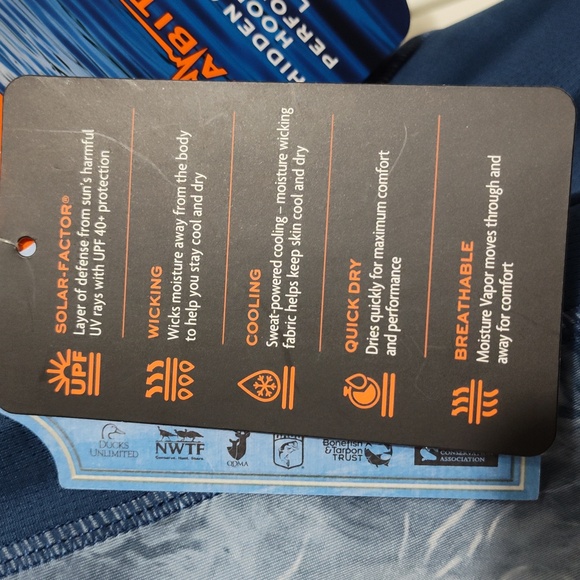 HIDDEN
HOO
PERFO
L
ABIT
SOLAR-FACTOR®
Layer of defense from sun's harmful
UV rays with UPF 40+ protection
UPF
WICKING
Wicks moisture away from the body
to help you stay cool and dry
COOLING
Sweat-powered cooling – moisture wicking
fabric helps keep skin cool and dry
QUICK DRY
Dries quickly for maximum comfort
and performance
BREATHABLE
Moisture Vapor moves through and
away for comfort
DUCKS
UNLIMITED
NWTF
QDMA
Bonefish
& Tarpon
TRUST
CONSERVATION
ASSOCIATION